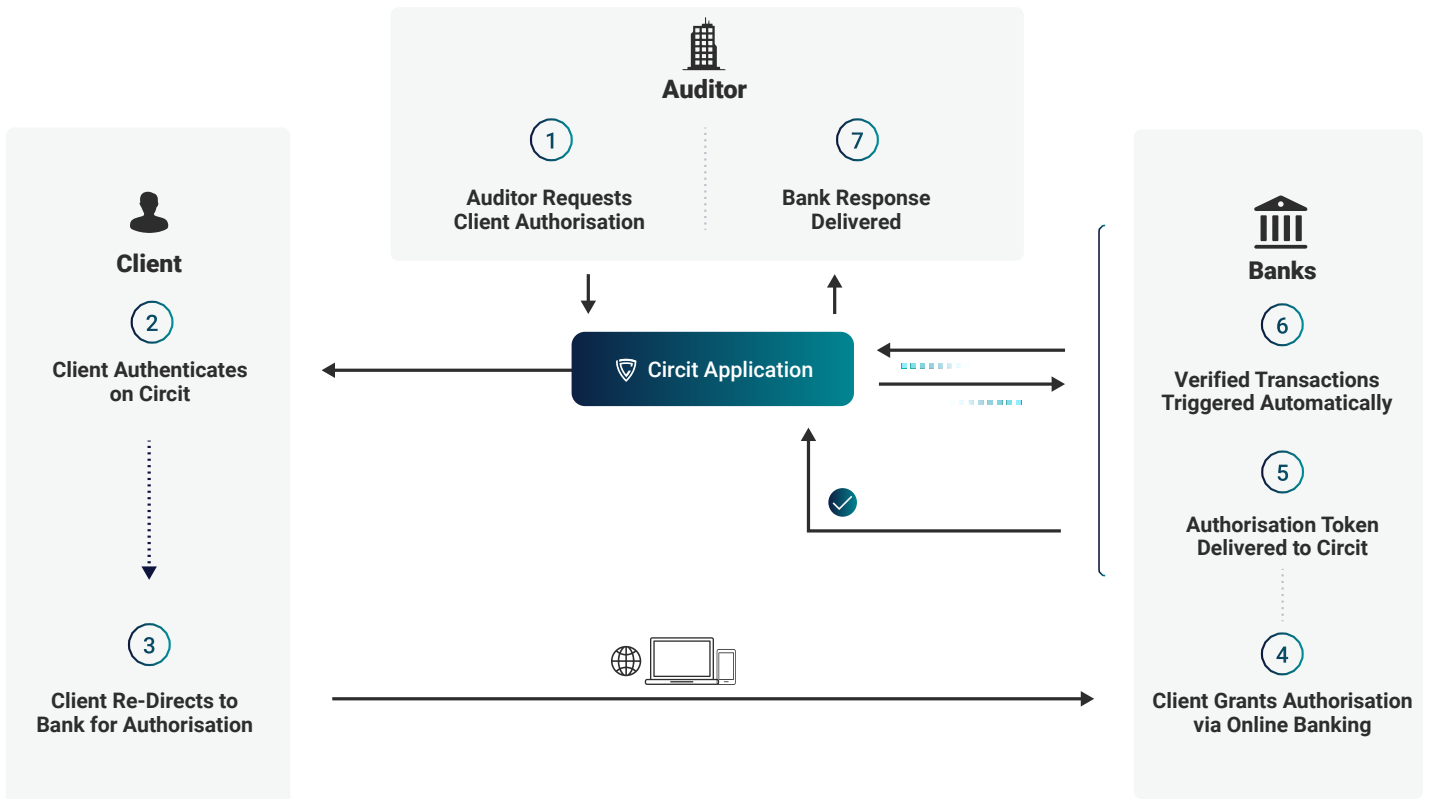 Auditor
1
Auditor Requests
Client Authorisation
7
Bank Response
Delivered
Client
2
Client Authenticates
on Circit
3
Client Re-Directs to
Bank for Authorisation
Circit Application
Banks
6
Verified Transactions
Triggered Automatically
5
Authorisation Token
Delivered to Circit
4
Client Grants Authorisation
via Online Banking